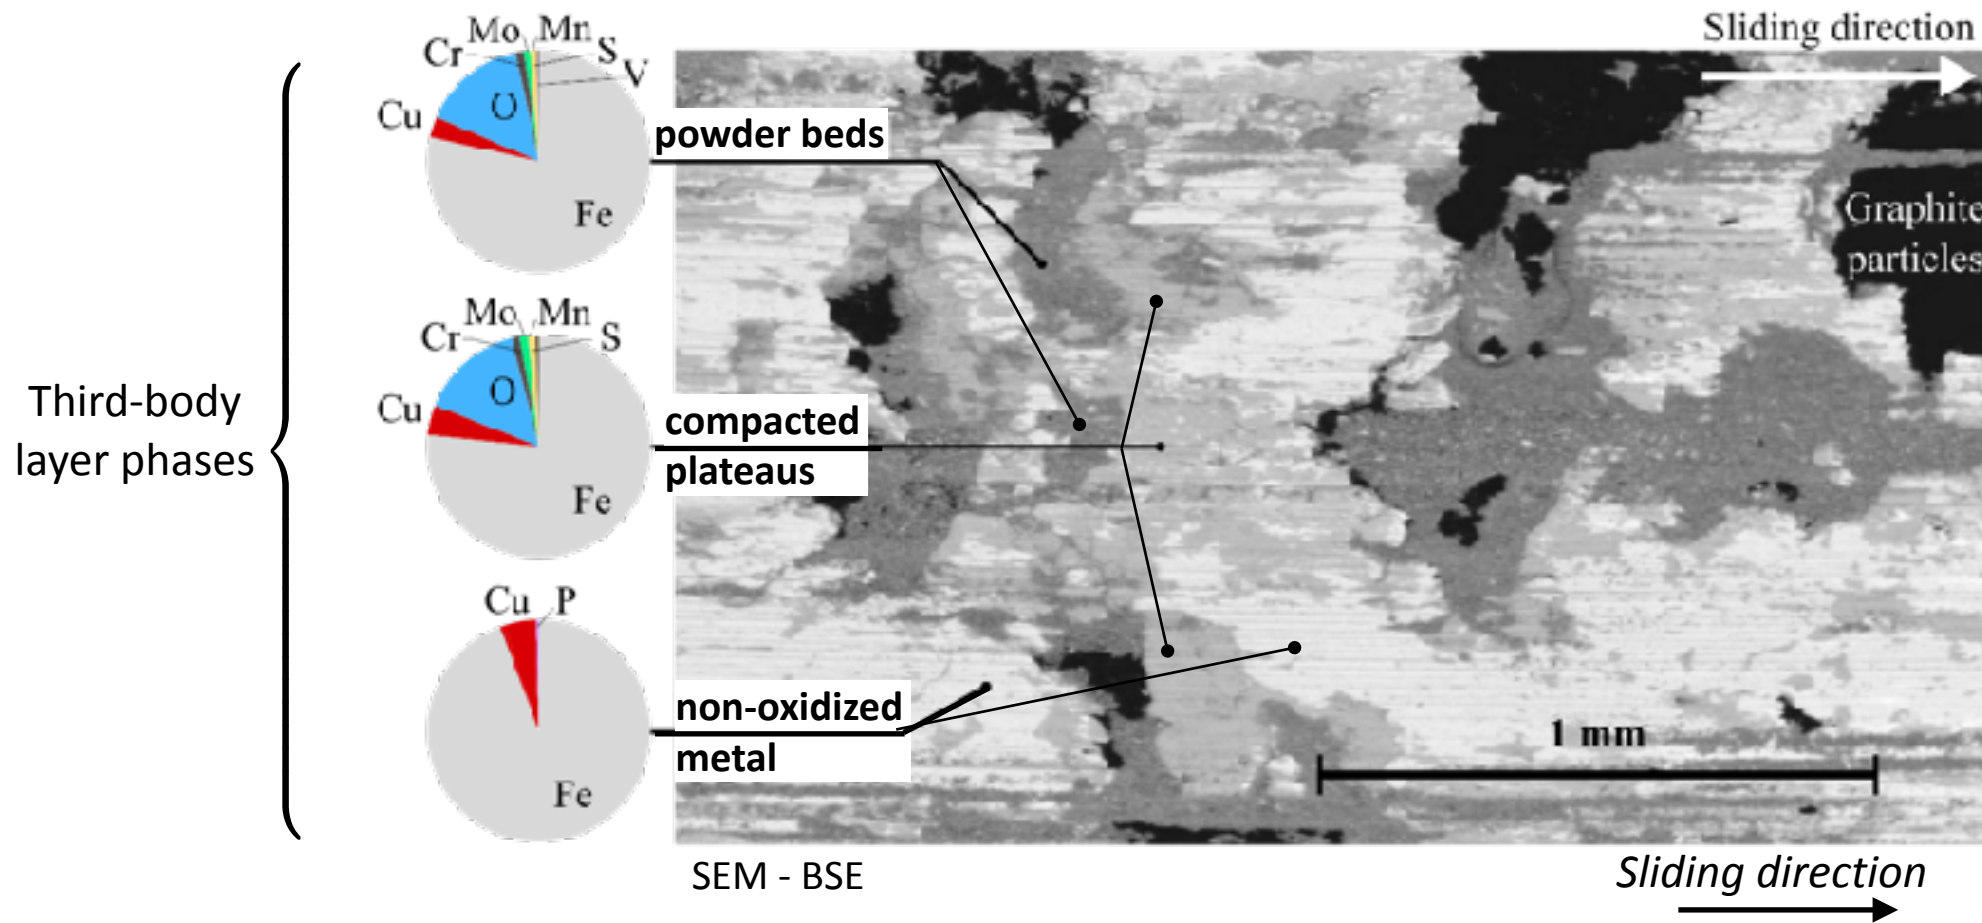 Third-body
layer phases
Mo Mn
Cr S V
Cu O
Fe
powder beds
Mo Mn
Cr S
Cu O
Fe
compacted
plateaus
Cu P
Fe
non-oxidized
metal
Sliding direction
Graphite
particles
1 mm
SEM - BSE
Sliding direction